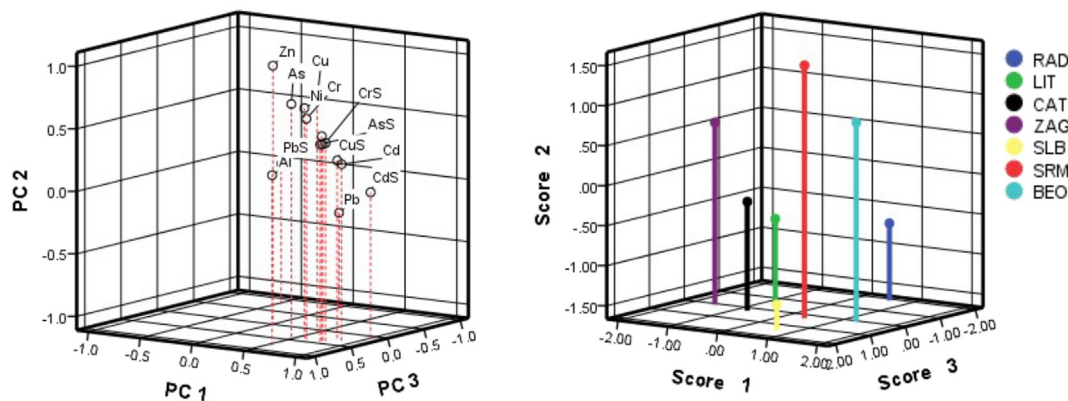 PC 2
1.0
0.5
0.0
-0.5
-1.0
Zn
As
Cu
Cr
Ni
CrS
AsS
PbS
CuS
Cd
Al
CdS
Pb
-1.0
-0.5
0.0
0.5
1.0
PC 1
1.0
0.5
0.0
-0.5
-1.0
PC 3
Score 2
1.50
1.00
.50
.00
-.50
-1.00
-1.50
-2.00
-1.00
.00
1.00
2.00
Score 1
2.00
1.00
.00
-1.00
-2.00
Score 3
RAD
LIT
CAT
ZAG
SLB
SRM
BEO